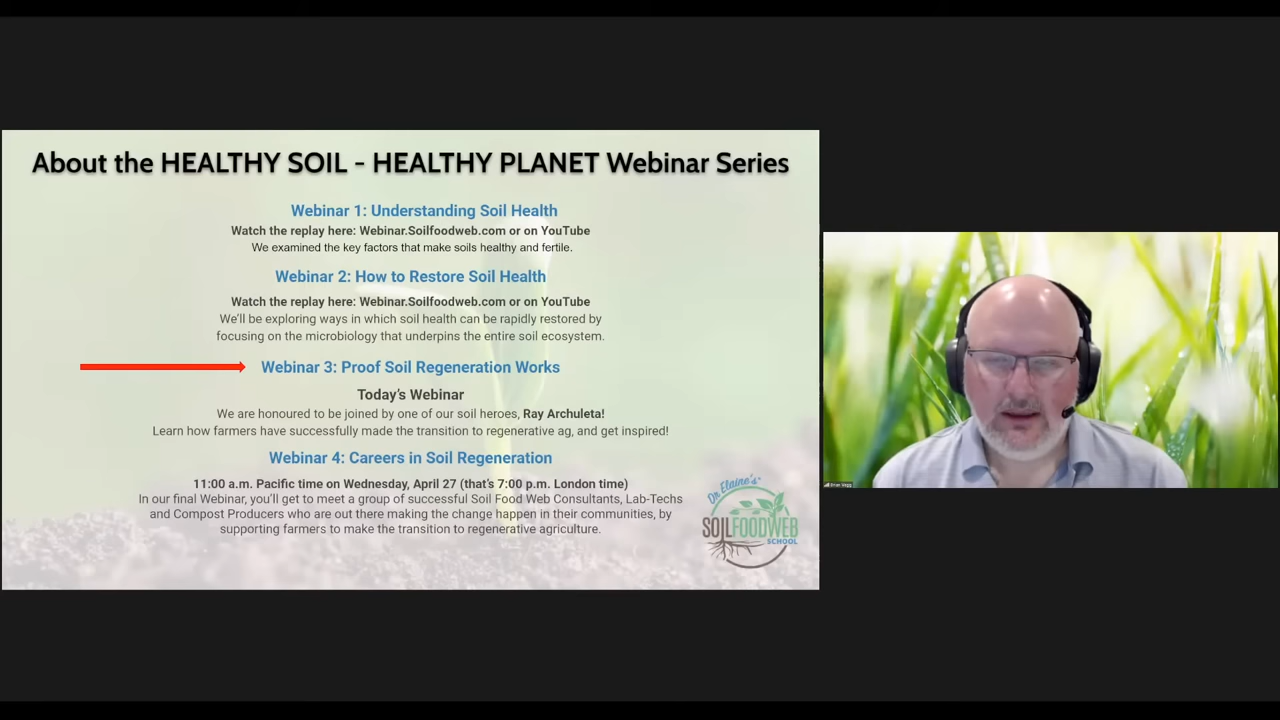 About the HEALTHY SOIL - HEALTHY PLANET Webinar Series
Webinar 1: Understanding Soil Health
Watch the replay here: Webinar.Soilfoodweb.com or on YouTube
We examined the key factors that make soils healthy and fertile.
Webinar 2: How to Restore Soil Health
Watch the replay here: Webinar.Soilfoodweb.com or on YouTube
We'll be exploring ways in which soil health can be rapidly restored by
focusing on the microbiology that underpins the entire soil ecosystem.
Webinar 3: Proof Soil Regeneration Works
Today's Webinar
We are honoured to be joined by one of our soil heroes, Ray Archuleta!
Learn how farmers have successfully made the transition to regenerative ag, and get inspired!
Webinar 4: Careers in Soil Regeneration
11:00 a.m. Pacific time on Wednesday, April 27 (that's 7:00 p.m. London time)
In our final Webinar, you'll get to meet a group of successful Soil Food Web Consultants, Lab-Techs
and Compost Producers who are out there making the change happen in their communities, by
supporting farmers to make the transition to regenerative agriculture.
Dr Elaine's
SOILFOODWEB
SCHOOL